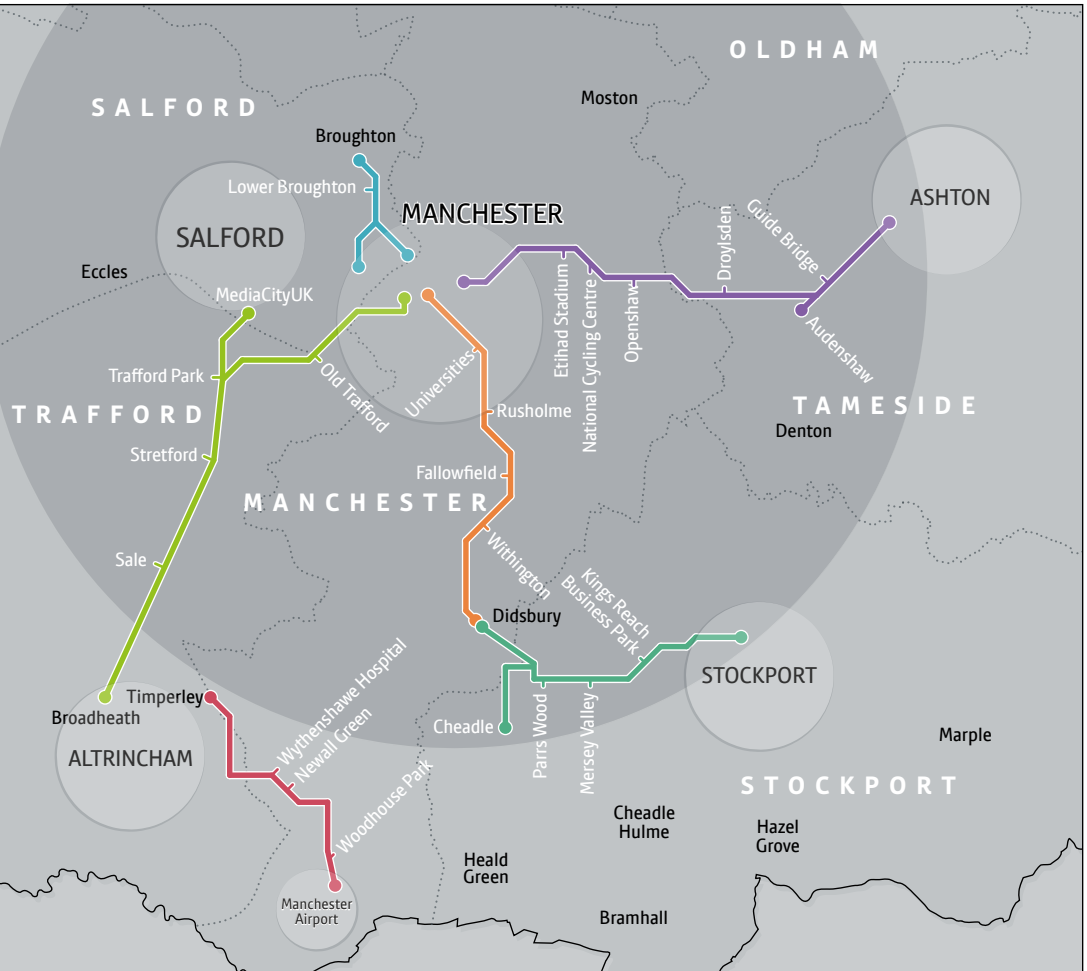 OLDHAM
SALFORD
Moston
Broughton
Lower Broughton
MANCHESTER
ASHTON
SALFORD
Guide Bridge
Droylsden
Eccles
MediaCityUK
Etihad Stadium
National Cycling Centre
Openshaw
Audenshaw
Trafford Park
Old Trafford
Universities
TRAFFORD
Rusholme
TAMESIDE
Denton
Stretford
Fallowfield
MANCHESTER
Withington
Sale
Kings Reach
Business Park
Didsbury
STOCKPORT
Timperley
Broadheath
Wythenshawe Hospital
Newall Green
Cheadle
Parrs Wood
Mersey Valley
ALTRINCHAM
Marple
Woodhouse Park
STOCKPORT
Cheadle
Hulme
Hazel
Grove
Heald
Green
Manchester
Airport
Bramhall